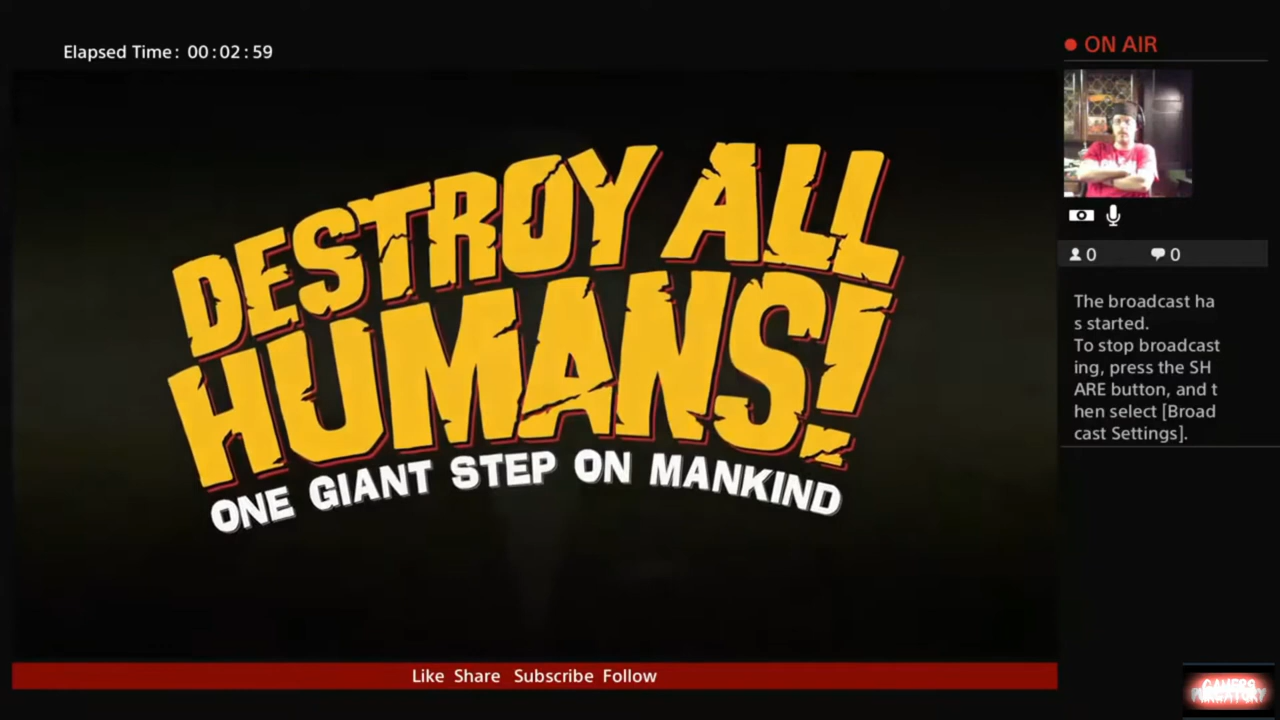 Elapsed Time: 00:02:59
ON AIR
DESTROY ALL
HUMANS!
ONE GIANT STEP ON MANKIND
0
0
The broadcast ha
s started.
To stop broadcast
ing, press the SH
ARE button, and t
hen select [Broad
cast Settings].
Like Share Subscribe Follow
GAMERS
PURGATORY